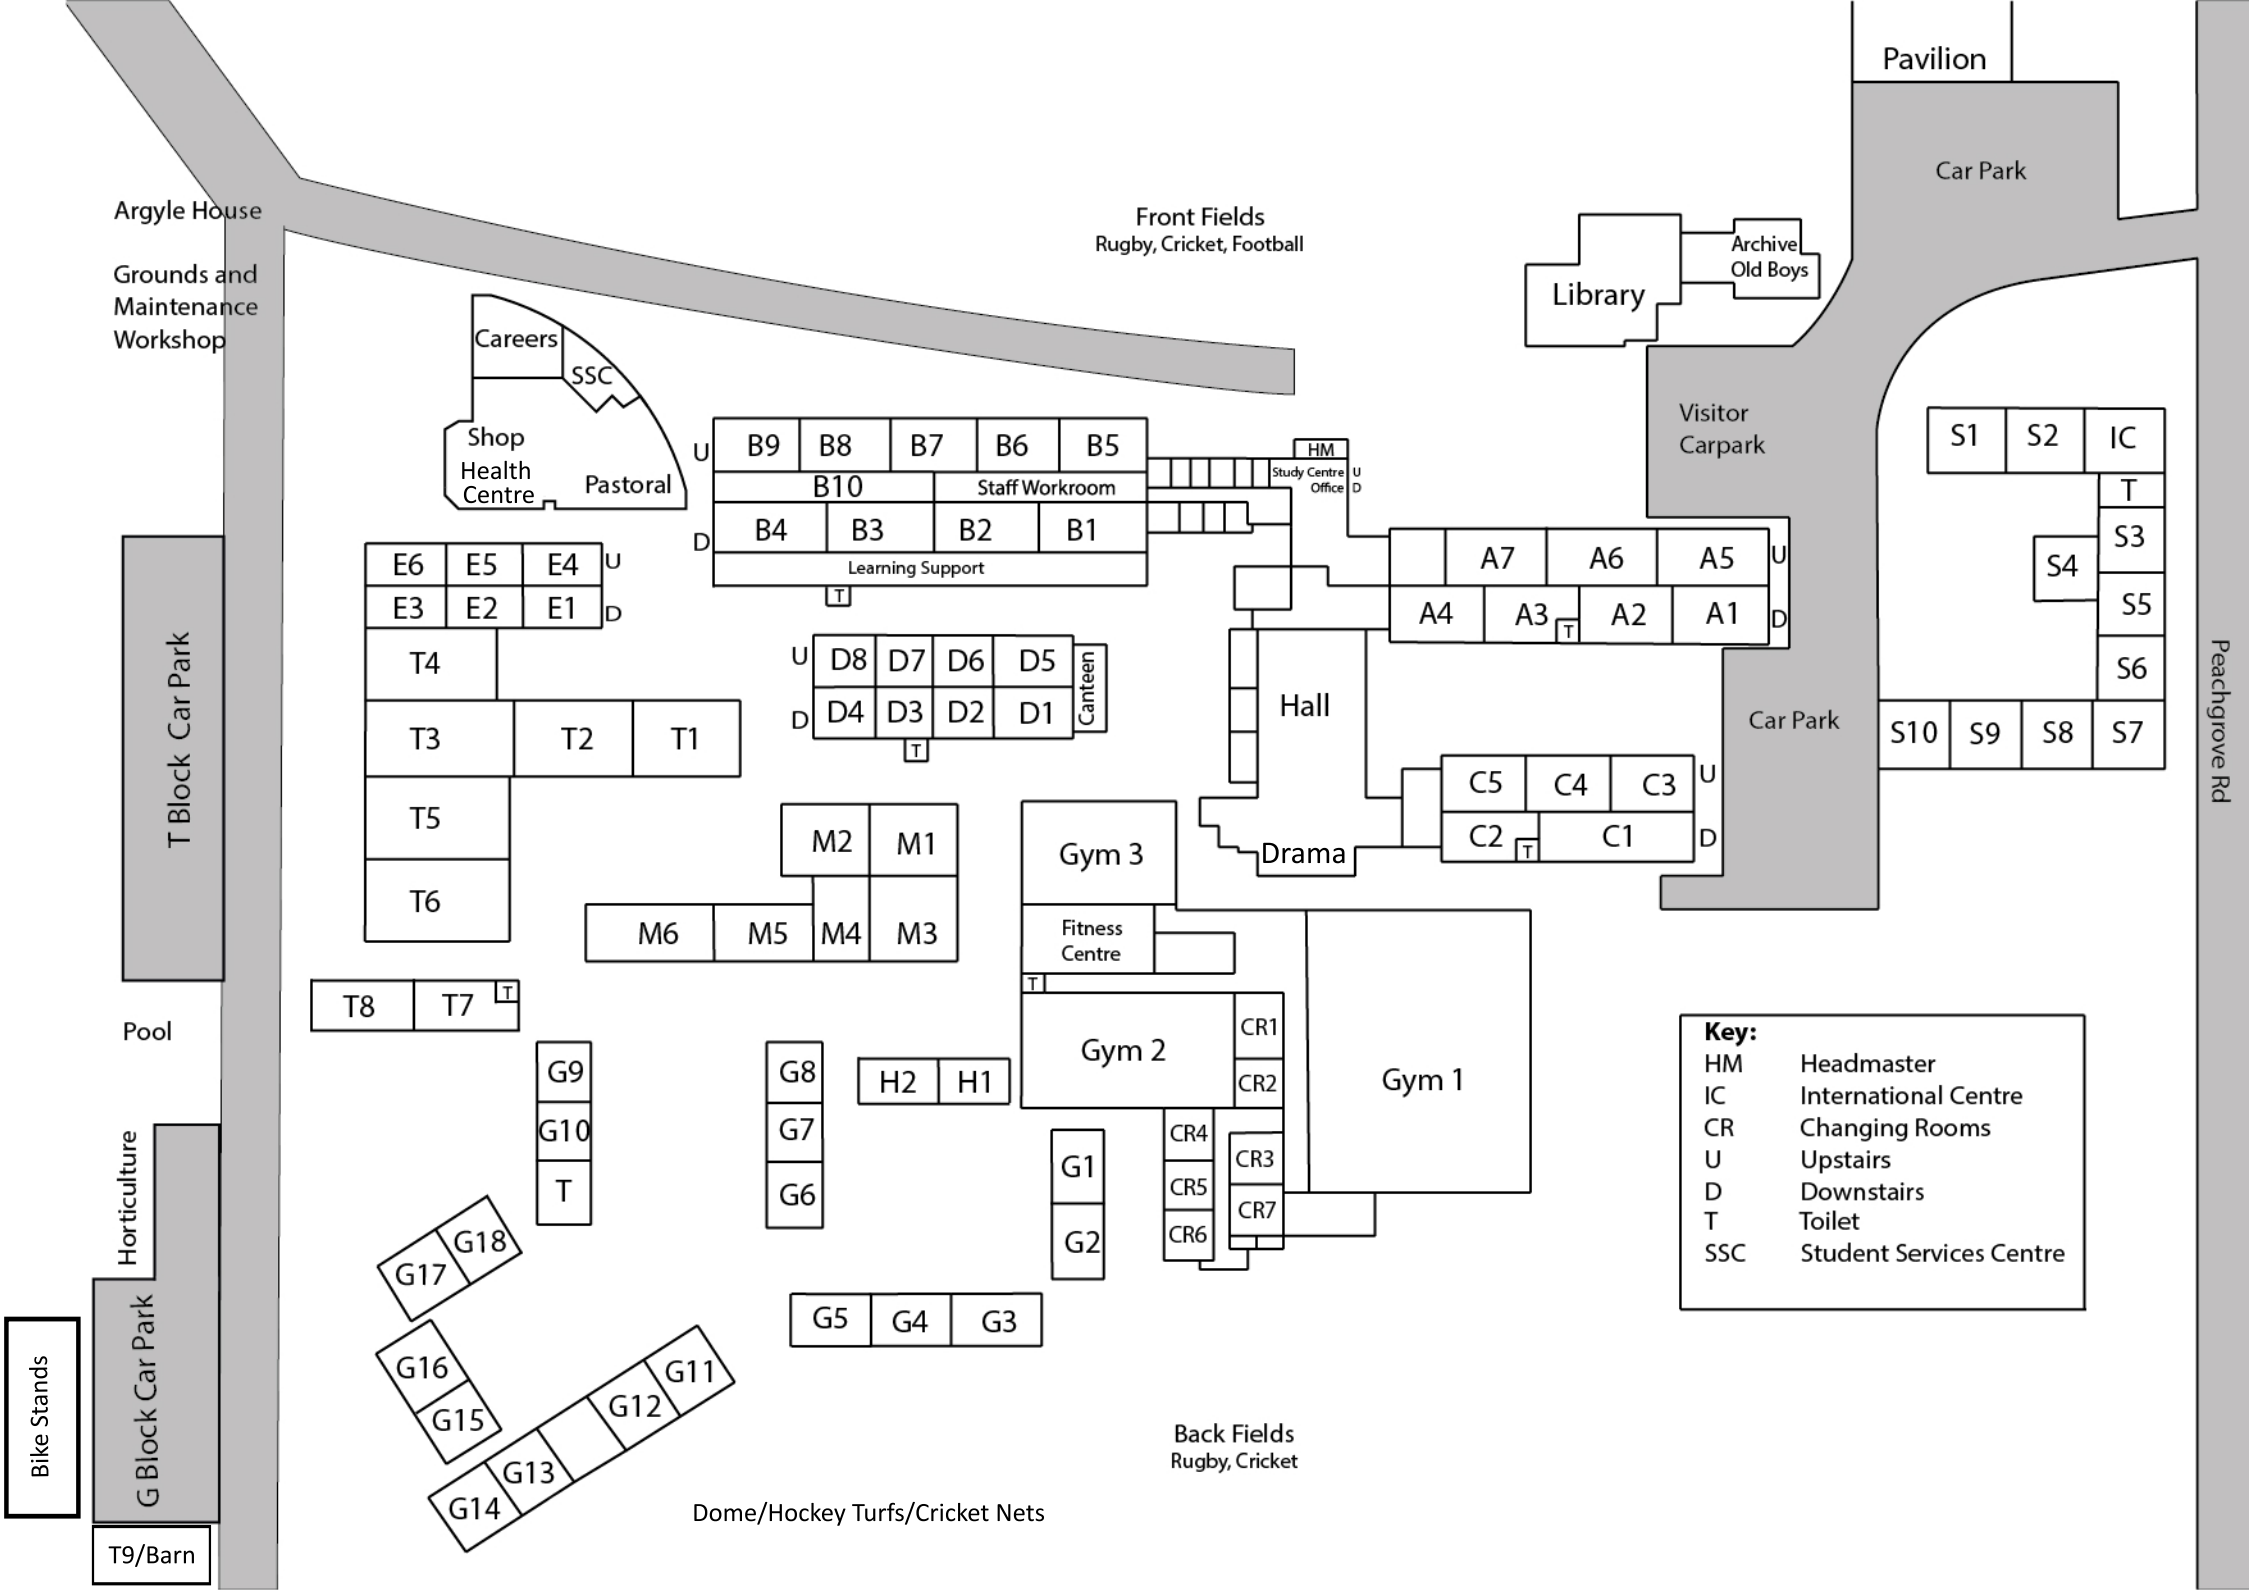 Pavilion
Car Park
Argyle House
Grounds and
Maintenance
Workshop
Front Fields
Rugby, Cricket, Football
Archive
Old Boys
Library
Visitor
Carpark
Careers
SSC
Shop
Health
Centre
Pastoral
U
B9 B8 B7 B6 B5
B10 Staff Workroom
D
B4 B3 B2 B1
Learning Support
T
HM
Study Centre U
Office D
S1 S2 IC
T
S3
S4
S5
S6
S10 S9 S8 S7
Peachgrove Rd
A7 A6 A5 U
A4 A3 T A2 A1 D
E6 E5 E4 U
E3 E2 E1 D
T4
T3 T2 T1
T5
T6
T8 T7 T
T Block Car Park
U D8 D7 D6 D5
D D4 D3 D2 D1
Canteen
T
Hall
Drama
Car Park
C5 C4 C3 U
C2 T C1 D
M2 M1
M6 M5 M4 M3
Gym 3
Fitness
Centre
T
Gym 2
CR1
CR2
Gym 1
CR4
CR5
CR6
CR3
CR7
Pool
G9
G10
T
G8
G7
G6
H2 H1
G1
G2
G5 G4 G3
Horticulture
G Block Car Park
Bike Stands
T9/Barn
G17 G18
G16
G15
G14 G13 G12 G11
Back Fields
Rugby, Cricket
Dome/Hockey Turfs/Cricket Nets
Key:
HM Headmaster
IC International Centre
CR Changing Rooms
U Upstairs
D Downstairs
T Toilet
SSC Student Services Centre